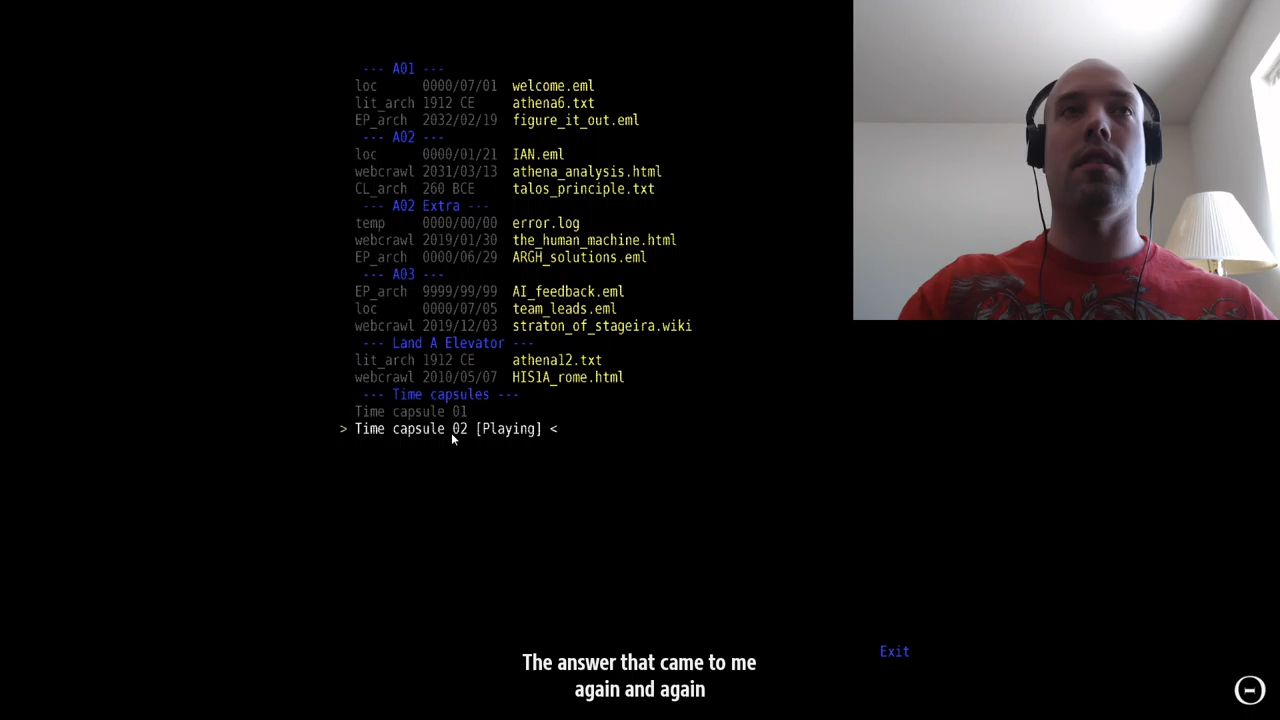 --- A01 ---
loc 0000/07/01 welcome.eml
lit_arch 1912 CE athena6.txt
EP_arch 2032/02/19 figure_it_out.eml
--- A02 ---
loc 0000/01/21 IAN.eml
webcrawl 2031/03/13 athena_analysis.html
CL_arch 260 BCE talos_principle.txt
--- A02 Extra ---
temp 0000/00/00 error.log
webcrawl 2019/01/30 the_human_machine.html
EP_arch 0000/06/29 ARGH_solutions.eml
--- A03 ---
EP_arch 9999/99/99 AI_feedback.eml
loc 0000/07/05 team_leads.eml
webcrawl 2019/12/03 straton_of_stageira.wiki
--- Land A Elevator ---
lit_arch 1912 CE athena12.txt
webcrawl 2010/05/07 HIS1A_rome.html
--- Time capsules ---
Time capsule 01
> Time capsule 02 [Playing] <
Exit
The answer that came to me
again and again